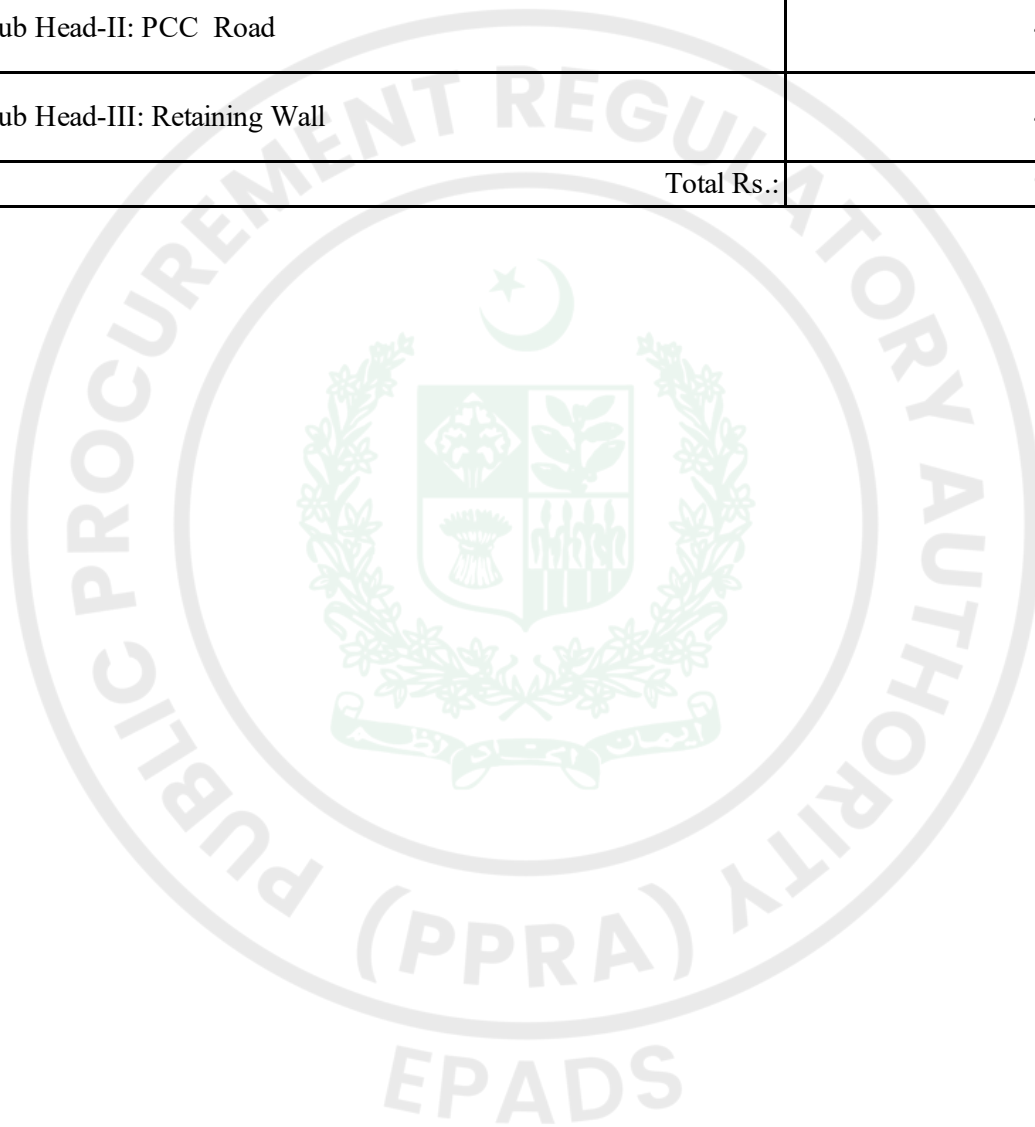 ub Head-II: PCC Road
ub Head-III: Retaining Wall
Total Rs.:
PUBLIC PROCUREMENT REGULATORY AUTHORITY
(PPRA)
EPADS